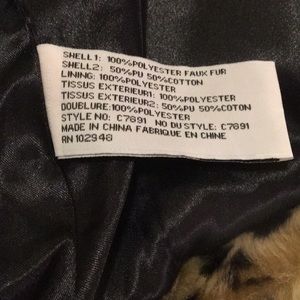 SHELL1: 100%POLYESTER FAUX FUR
SHELL2: 50%PU 50%COTTON
LINING: 100%POLYESTER
TISSUS EXTERIEUR1: 100%POLYESTER
TISSUS EXTERIEUR2: 50%PU 50%COTON
DOUBLURE:100%POLYESTER
STYLE NO: C7891 NO DU STYLE: C7891
MADE IN CHINA FABRIQUE EN CHINE
RN 102948